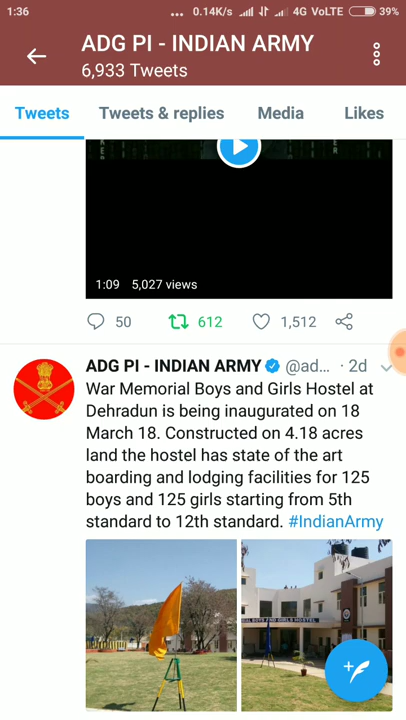 1:36
... 0.14K/s 4G VoLTE 39%
ADG PI - INDIAN ARMY
6,933 Tweets
Tweets
Tweets & replies
Media
Likes
1:09 5,027 views
50 612 1,512
ADG PI - INDIAN ARMY @ad... · 2d
War Memorial Boys and Girls Hostel at
Dehradun is being inaugurated on 18
March 18. Constructed on 4.18 acres
land the hostel has state of the art
boarding and lodging facilities for 125
boys and 125 girls starting from 5th
standard to 12th standard. #IndianArmy
BOYS AND GIRLS HOSTEL